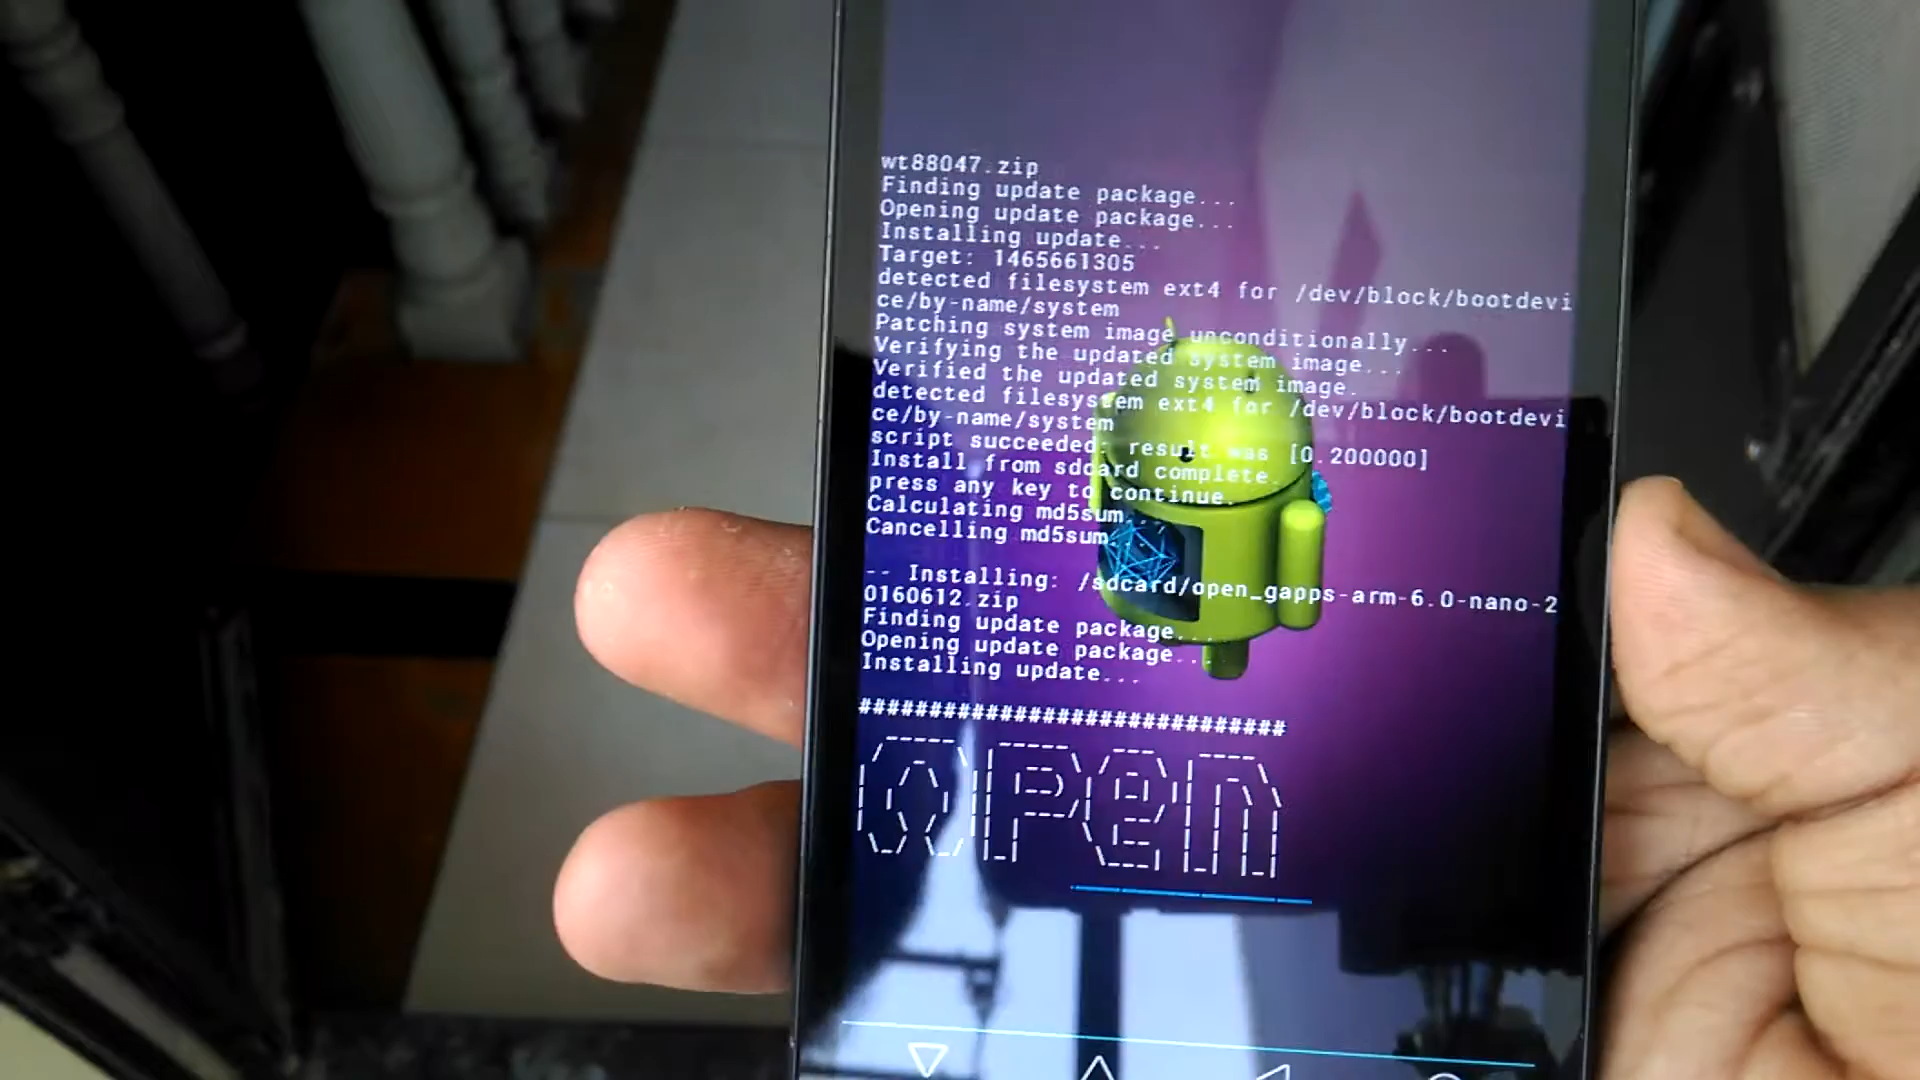 wt88047.zip
Finding update package...
Opening update package...
Installing update...
Target: 1465661305
detected filesystem ext4 for /dev/block/bootdevi
ce/by-name/system
Patching system image unconditionally...
Verifying the updated system image...
Verified the updated system image.
detected filesystem ext4 for /dev/block/bootdevi
ce/by-name/system
script succeeded: result was [0.200000]
Install from sdcard complete.
press any key to continue.
Calculating md5sum...
Cancelling md5sum...
-- Installing: /sdcard/open_gapps-arm-6.0-nano-2
0160612.zip
Finding update package...
Opening update package...
Installing update...
##############################
Open